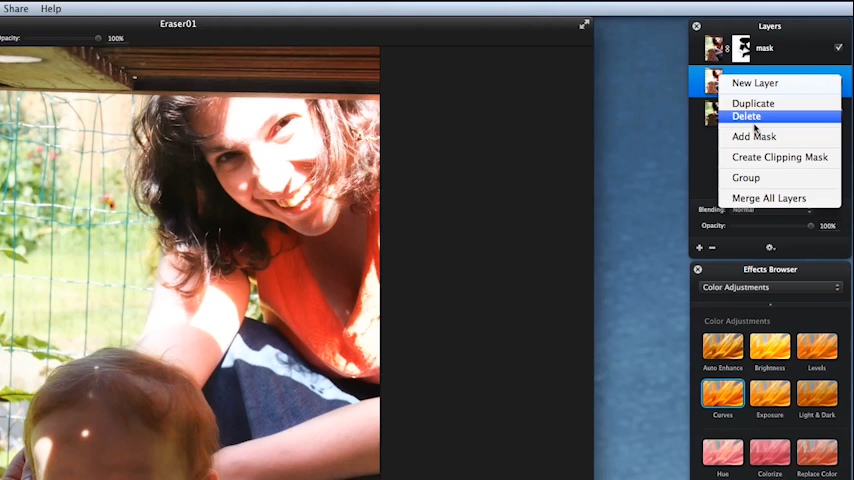 Share Help
Eraser01
Opacity: 100%
Layers
mask
New Layer
Duplicate
Delete
Add Mask
Create Clipping Mask
Group
Merge All Layers
Blending: Normal
Opacity: 100%
Effects Browser
Color Adjustments
Color Adjustments
Auto Enhance Brightness Levels
Curves Exposure Light & Dark
Hue Colorize Replace Color